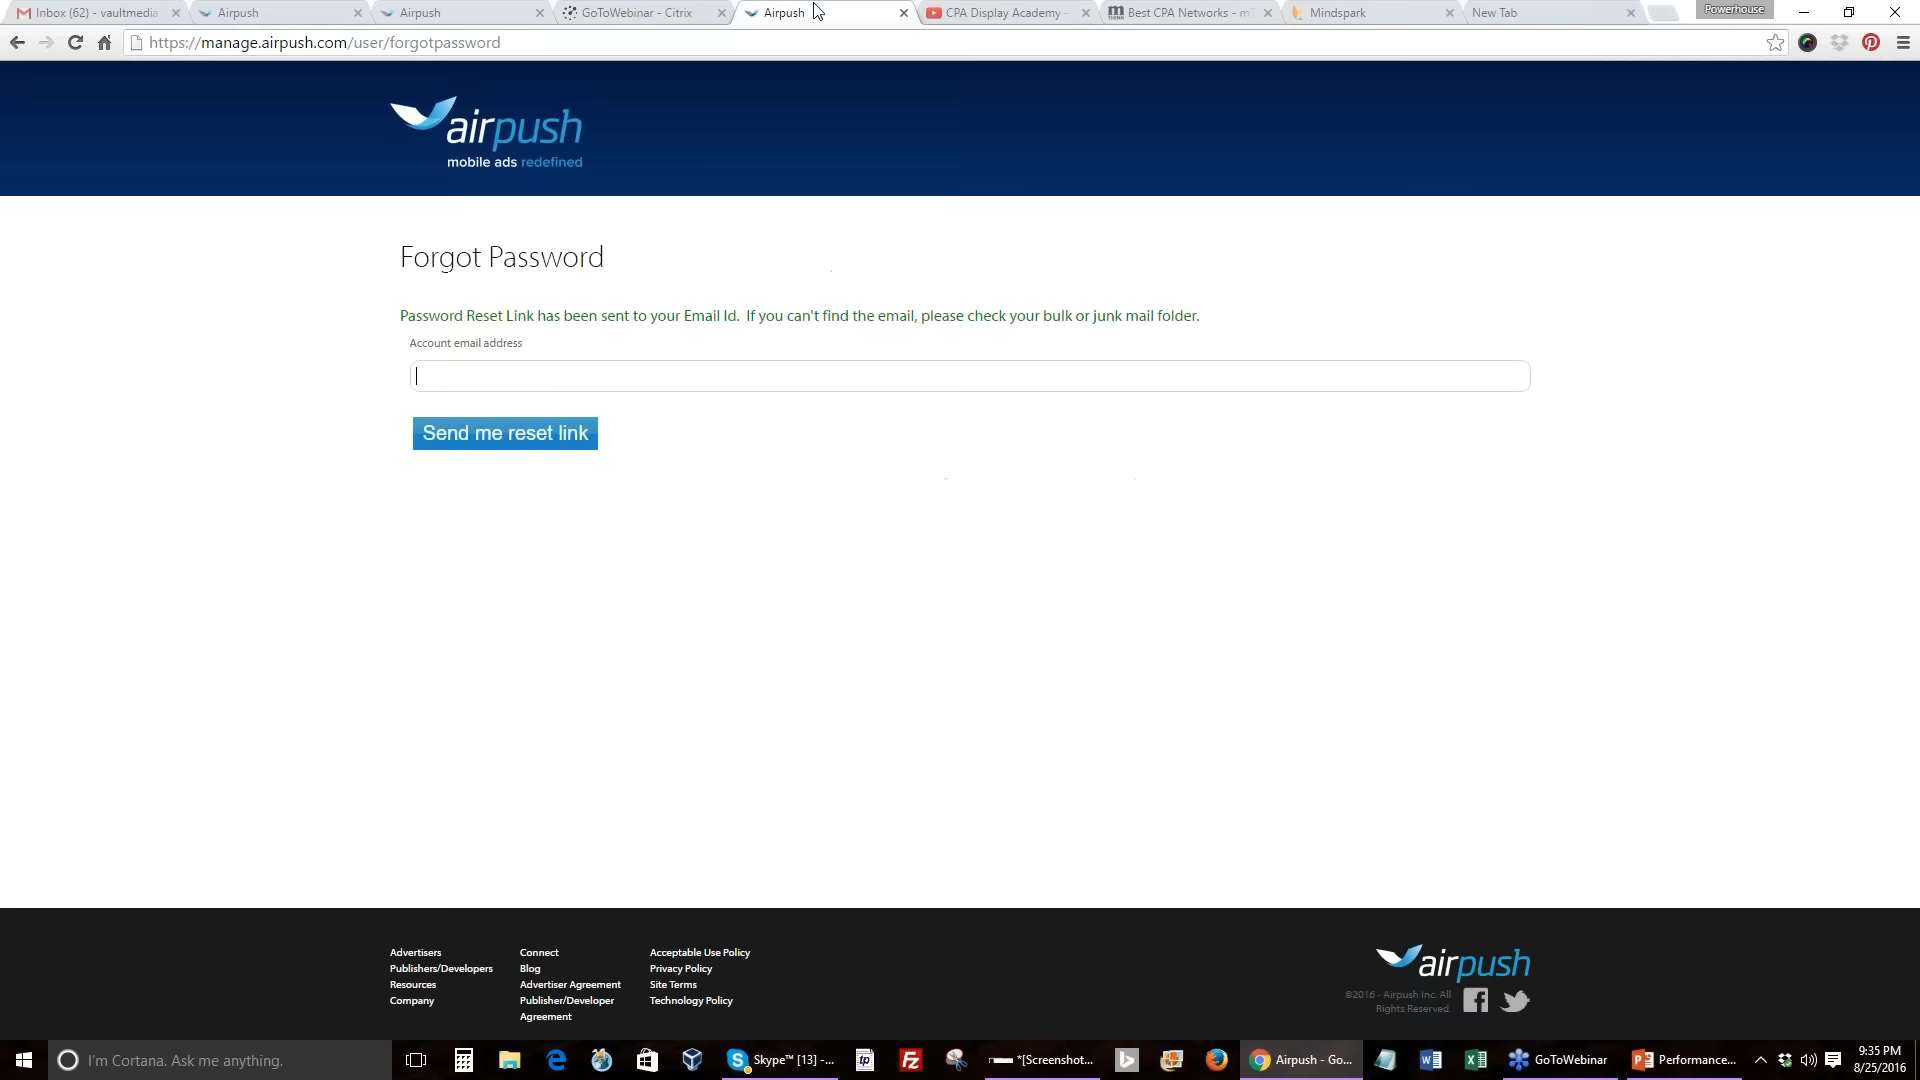 Inbox (62) - vaultmedia
Airpush
Airpush
GoToWebinar - Citrix
Airpush
CPA Display Academy -
Best CPA Networks - mT
Mindspark
New Tab
Powerhouse
https://manage.airpush.com/user/forgotpassword
airpush
mobile ads redefined
Forgot Password
Password Reset Link has been sent to your Email Id. If you can't find the email, please check your bulk or junk mail folder.
Account email address
Send me reset link
Advertisers
Publishers/Developers
Resources
Company
Connect
Blog
Advertiser Agreement
Publisher/Developer
Agreement
Acceptable Use Policy
Privacy Policy
Site Terms
Technology Policy
airpush
©2016 - Airpush Inc. All
Rights Reserved.
I'm Cortana. Ask me anything.
Skype™ [13] -...
*[Screenshot...
Airpush - Go...
GoToWebinar
Performance...
9:35 PM
8/25/2016